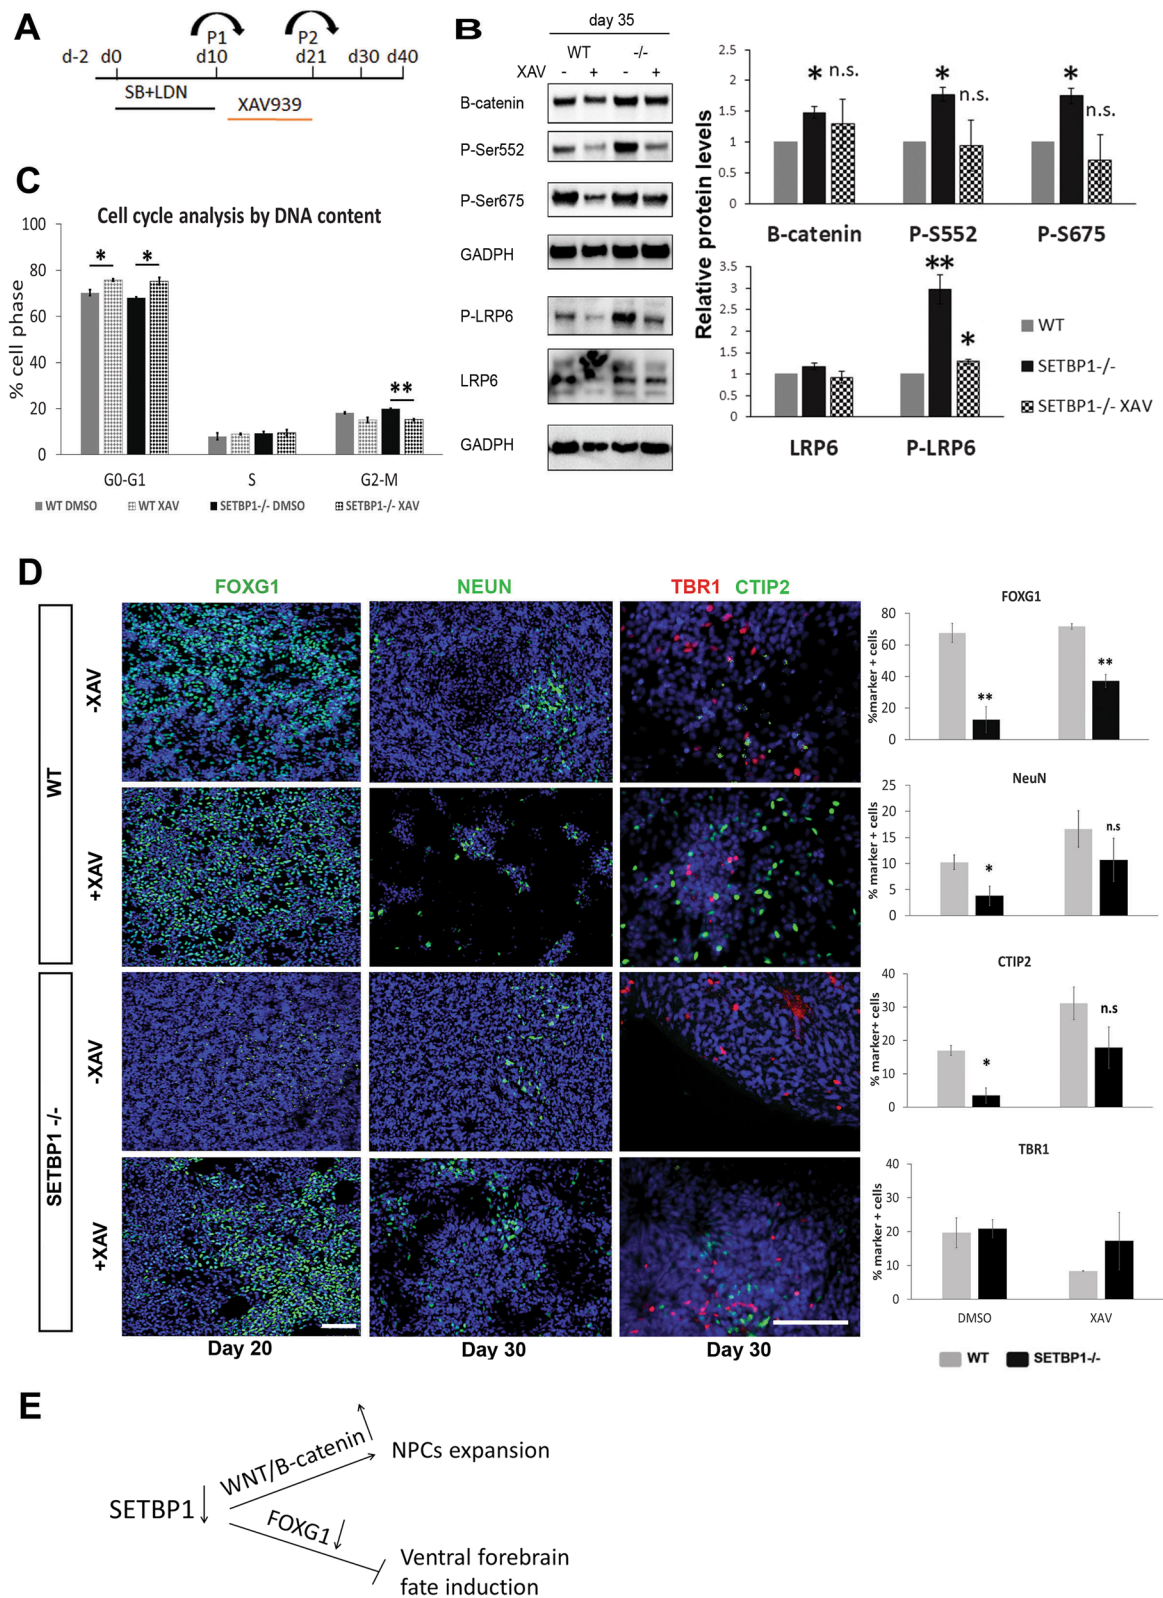 A
P1
P2
d-2 d0 d10 d21 d30 d40
SB+LDN
XAV939
B
day 35
WT -/-
XAV - + - +
B-catenin
P-Ser552
P-Ser675
GADPH
P-LRP6
LRP6
GADPH
Relative protein levels
2.5
2
1.5
1
0.5
0
* n.s.
* n.s.
* n.s.
B-catenin P-S552 P-S675
3.5
3
2.5
2
1.5
1
0.5
0
**
*
LRP6 P-LRP6
WT
SETBP1-/-
SETBP1-/- XAV
C
Cell cycle analysis by DNA content
% cell phase
100
80
60
40
20
0
* *
**
G0-G1 S G2-M
WT DMSO WT XAV SETBP1-/- DMSO SETBP1-/- XAV
D
FOXG1 NEUN TBR1 CTIP2
WT
-XAV
+XAV
SETBP1 -/-
-XAV
+XAV
Day 20 Day 30 Day 30
FOXG1
%marker + cells
80
60
40
20
0
**
**
NeuN
% marker + cells
25
20
15
10
5
0
*
n.s
CTIP2
% marker+ cells
40
30
20
10
0
*
n.s
TBR1
% marker + cells
40
30
20
10
0
DMSO XAV
WT SETBP1-/-
E
SETBP1
WNT/B-catenin
NPCs expansion
FOXG1
Ventral forebrain
fate induction